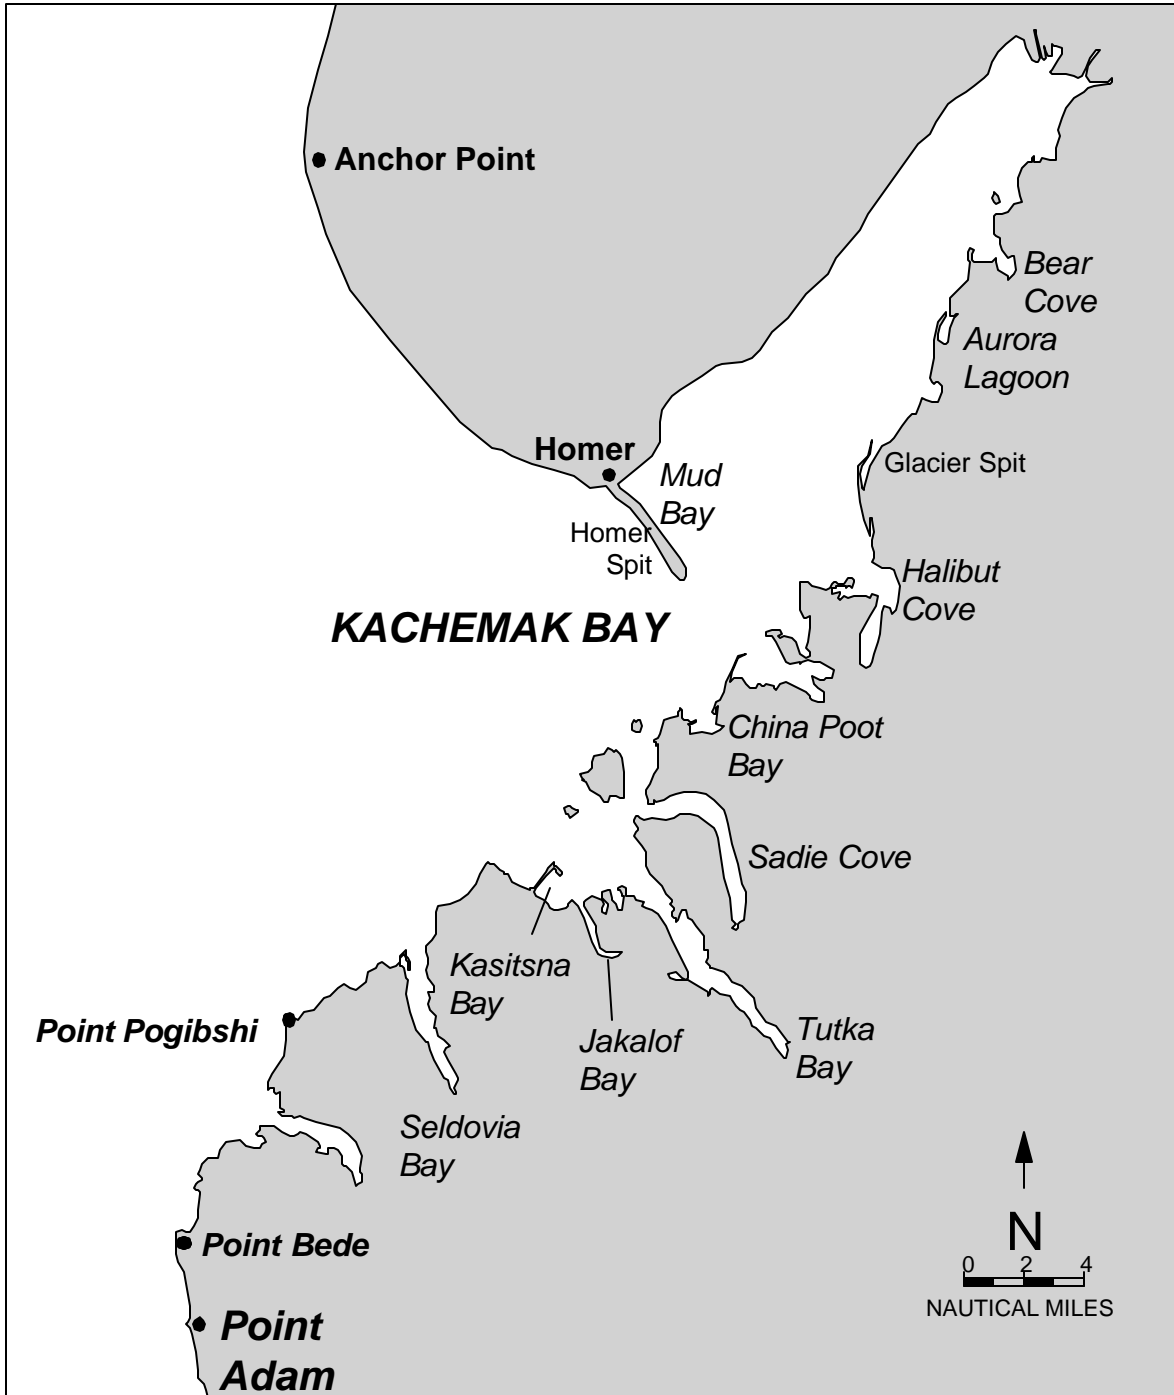 Anchor Point
Bear
Cove
Aurora
Lagoon
Homer
Mud
Bay
Glacier Spit
Homer
Spit
Halibut
Cove
KACHEMAK BAY
China Poot
Bay
Sadie Cove
Kasitsna
Bay
Point Pogibshi
Jakalof
Bay
Tutka
Bay
Seldovia
Bay
Point Bede
N
0 2 4
NAUTICAL MILES
Point
Adam